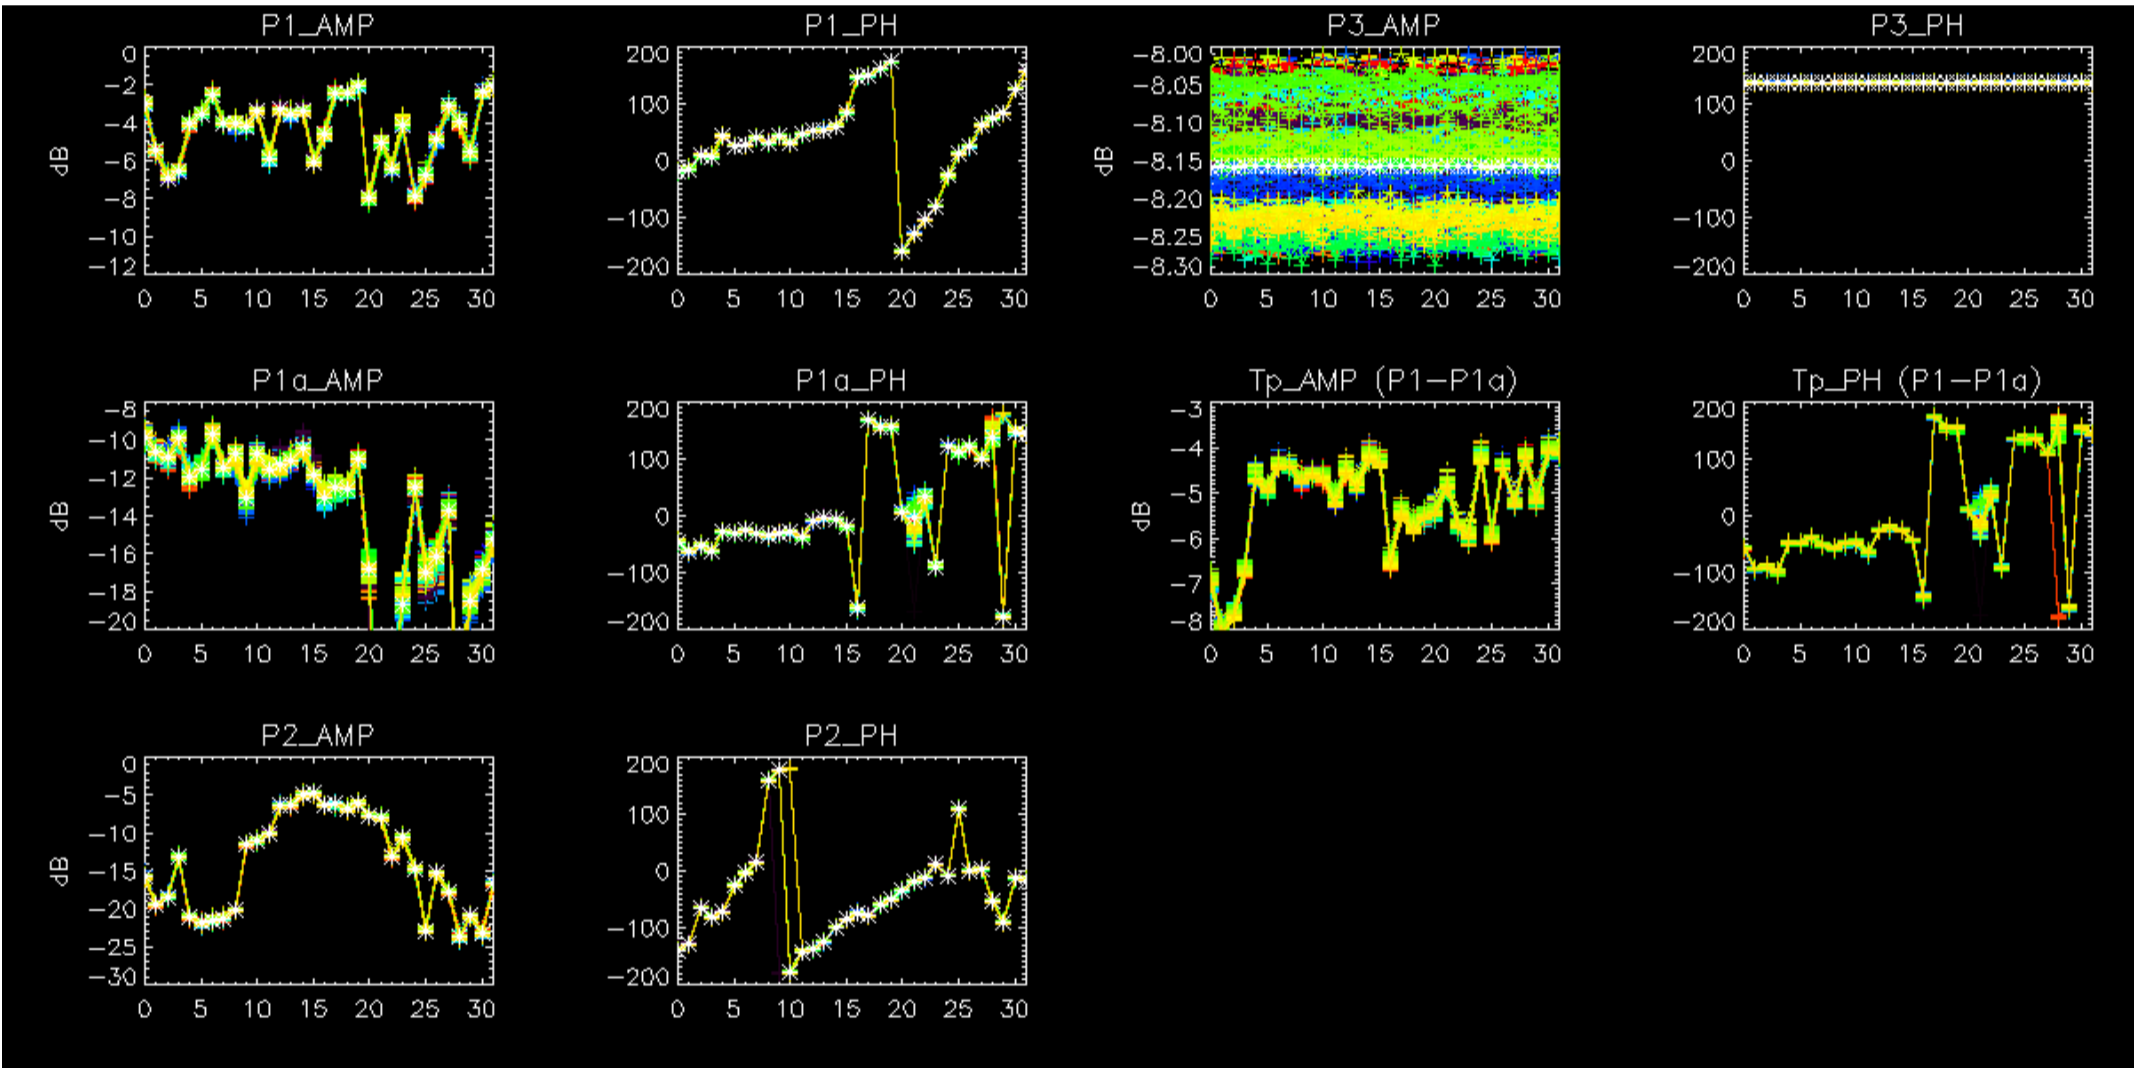 P1_AMP
P1_PH
P3_AMP
P3_PH
0
−2
−4
−6
−8
−10
−12
dB
0 5 10 15 20 25 30
200
100
0
−100
−200
0 5 10 15 20 25 30
−8.00
−8.05
−8.10
−8.15
−8.20
−8.25
−8.30
dB
0 5 10 15 20 25 30
200
100
0
−100
−200
0 5 10 15 20 25 30
P1a_AMP
P1a_PH
Tp_AMP (P1−P1a)
Tp_PH (P1−P1a)
−8
−10
−12
−14
−16
−18
−20
dB
0 5 10 15 20 25 30
200
100
0
−100
−200
0 5 10 15 20 25 30
−3
−4
−5
−6
−7
−8
dB
0 5 10 15 20 25 30
200
100
0
−100
−200
0 5 10 15 20 25 30
P2_AMP
P2_PH
0
−5
−10
−15
−20
−25
−30
dB
0 5 10 15 20 25 30
200
100
0
−100
−200
0 5 10 15 20 25 30